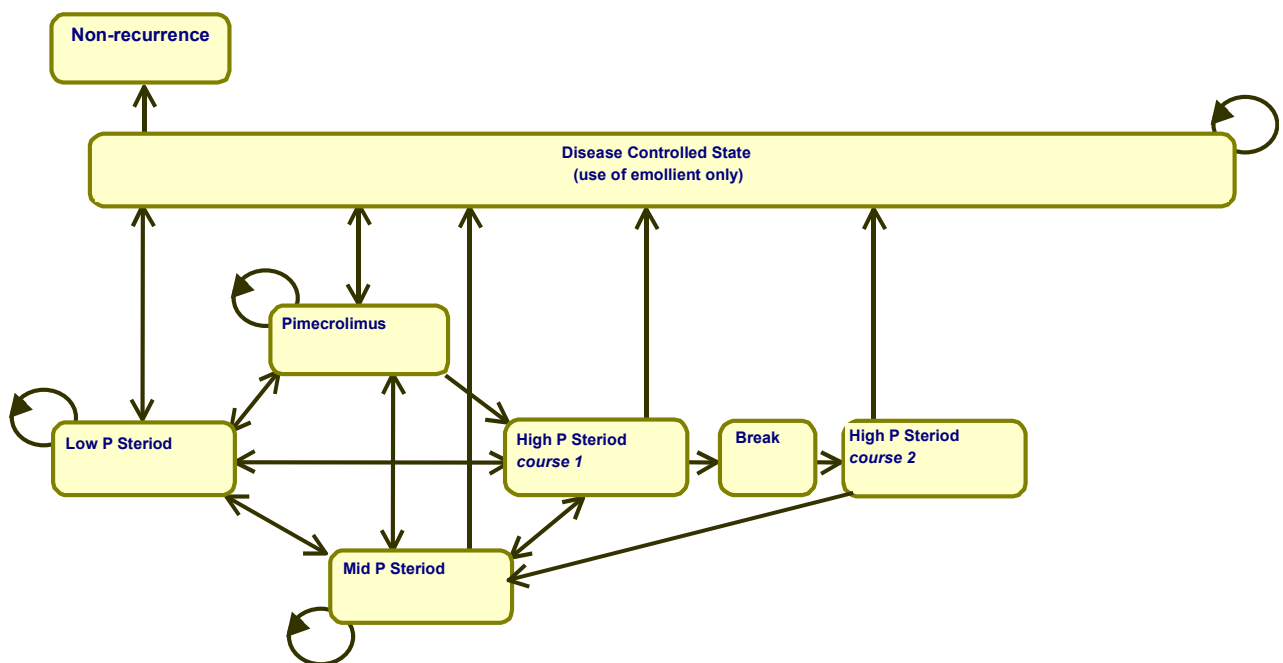 Non-recurrence
Disease Controlled State
(use of emollient only)
Pimecrolimus
Low P Steriod
High P Steriod
course 1
Break
High P Steriod
course 2
Mid P Steriod